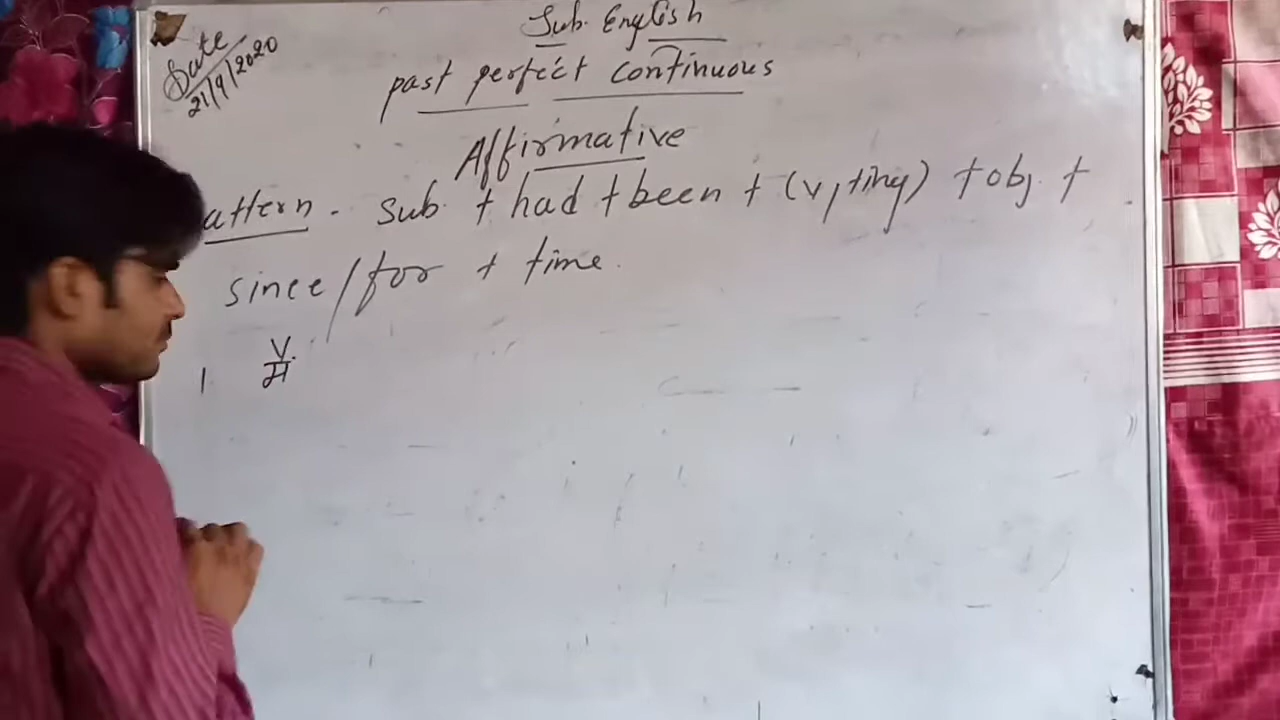 Sub. English
Date
21/9/2020
past perfect continuous
Affirmative
attern - sub + had + been + (v1+ing) + obj. +
since/for + time.
1.